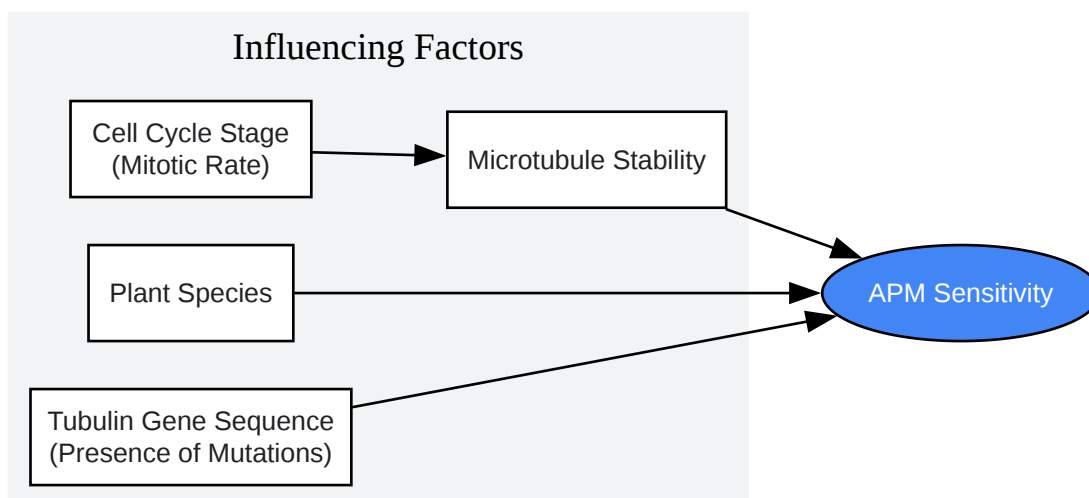 Influencing Factors
Cell Cycle Stage
(Mitotic Rate)
Microtubule Stability
Plant Species
APM Sensitivity
Tubulin Gene Sequence
(Presence of Mutations)